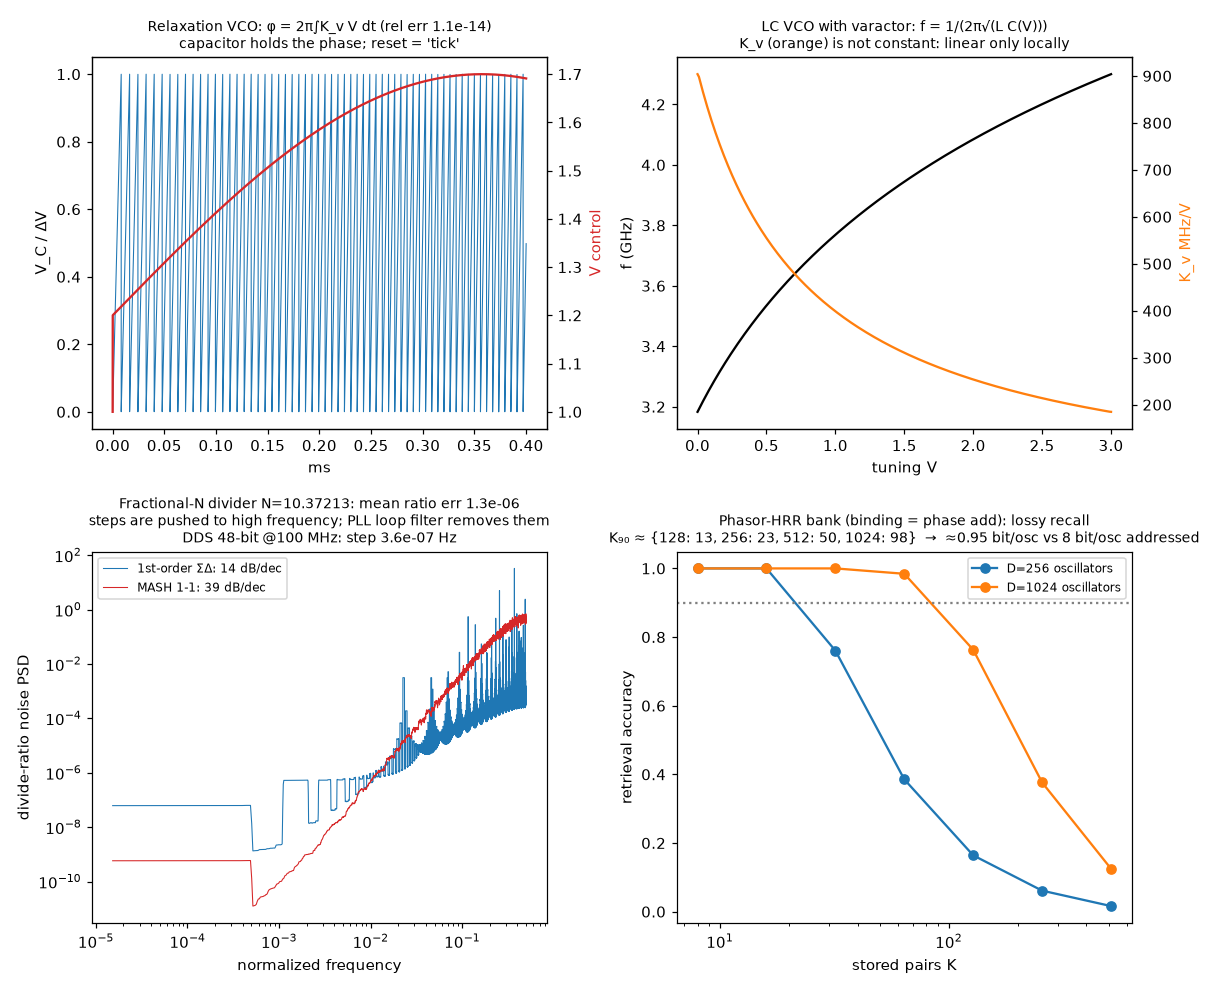 Relaxation VCO: φ = 2π∫K_v V dt (rel err 1.1e-14)
capacitor holds the phase; reset = 'tick'
1.0
0.8
0.6
0.4
0.2
0.0
V_C / ΔV
1.7
1.6
1.5
1.4
1.3
1.2
1.1
1.0
V control
0.00 0.05 0.10 0.15 0.20 0.25 0.30 0.35 0.40
ms
LC VCO with varactor: f = 1/(2π√(L C(V)))
K_v (orange) is not constant: linear only locally
4.2
4.0
3.8
3.6
3.4
3.2
f (GHz)
900
800
700
600
500
400
300
200
K_v MHz/V
0.0 0.5 1.0 1.5 2.0 2.5 3.0
tuning V
Fractional-N divider N=10.37213: mean ratio err 1.3e-06
steps are pushed to high frequency; PLL loop filter removes them
DDS 48-bit @100 MHz: step 3.6e-07 Hz
1st-order ΣΔ: 14 dB/dec
MASH 1-1: 39 dB/dec
10²
10⁰
10⁻²
10⁻⁴
10⁻⁶
10⁻⁸
10⁻¹⁰
divide-ratio noise PSD
10⁻⁵ 10⁻⁴ 10⁻³ 10⁻² 10⁻¹
normalized frequency
Phasor-HRR bank (binding = phase add): lossy recall
K₉₀ ≈ {128: 13, 256: 23, 512: 50, 1024: 98} → ≈0.95 bit/osc vs 8 bit/osc addressed
D=256 oscillators
D=1024 oscillators
1.0
0.8
0.6
0.4
0.2
0.0
retrieval accuracy
10¹ 10²
stored pairs K